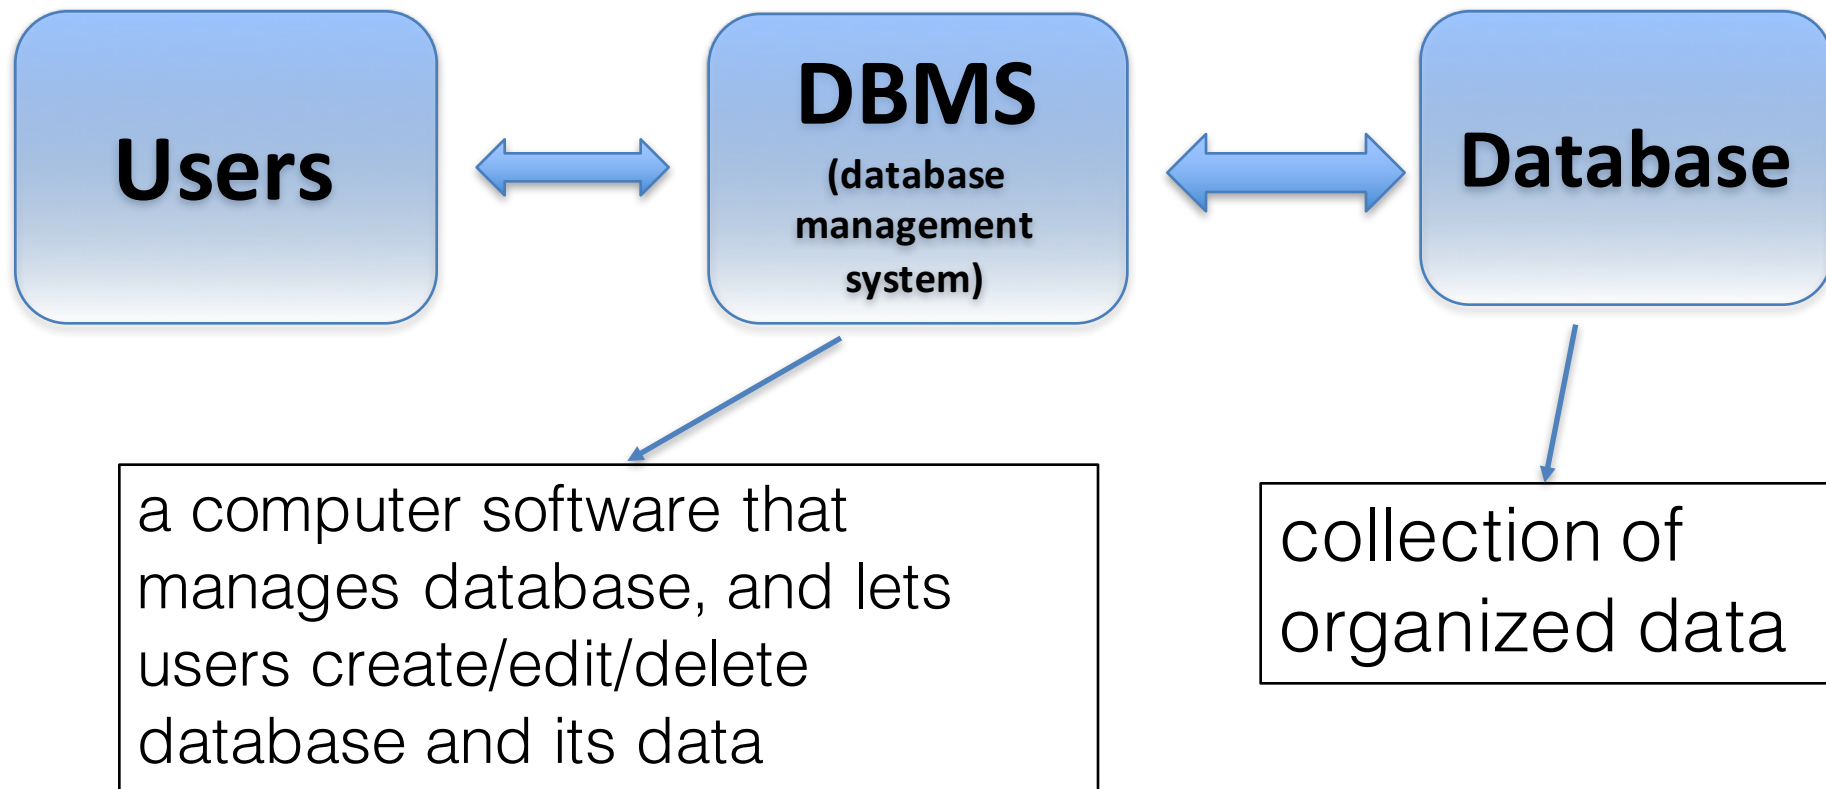 Users
DBMS
(database
management
system)
Database
a computer software that
manages database, and lets
users create/edit/delete
database and its data
collection of
organized data